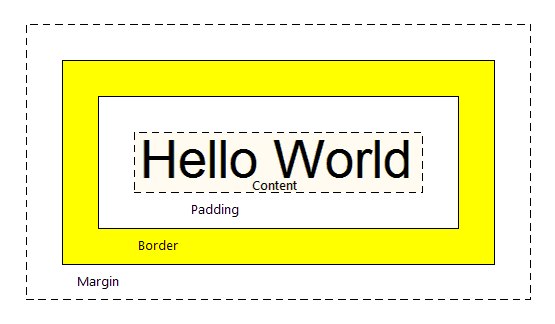 Hello World
Content
Padding
Border
Margin